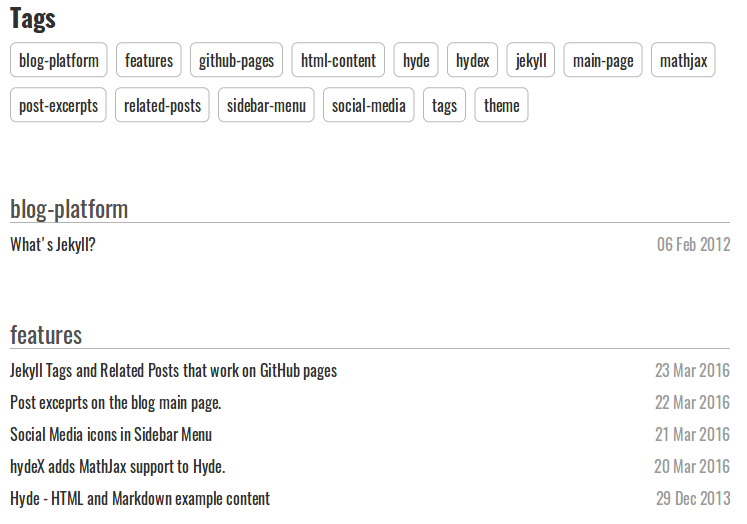 Tags
blog-platform features github-pages html-content hyde hydex jekyll main-page mathjax
post-excerpts related-posts sidebar-menu social-media tags theme
blog-platform
What's Jekyll? 06 Feb 2012
features
Jekyll Tags and Related Posts that work on GitHub pages 23 Mar 2016
Post exceprts on the blog main page. 22 Mar 2016
Social Media icons in Sidebar Menu 21 Mar 2016
hydeX adds MathJax support to Hyde. 20 Mar 2016
Hyde - HTML and Markdown example content 29 Dec 2013